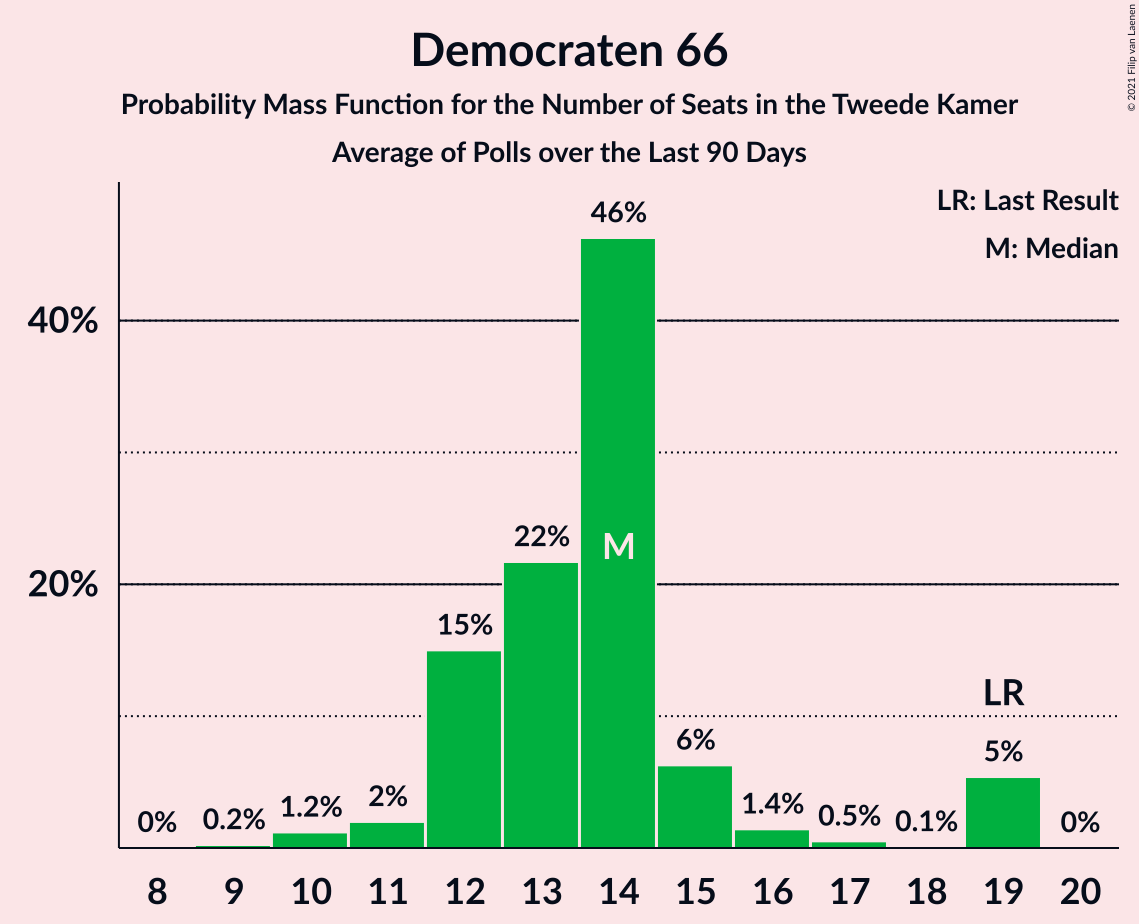 Democraten 66
Probability Mass Function for the Number of Seats in the Tweede Kamer
Average of Polls over the Last 90 Days
© 2021 Filip van Laenen
LR: Last Result
M: Median
40%
20%
0%
0.2%
1.2%
2%
15%
22%
46%
M
6%
1.4%
0.5%
0.1%
LR
5%
0%
8 9 10 11 12 13 14 15 16 17 18 19 20